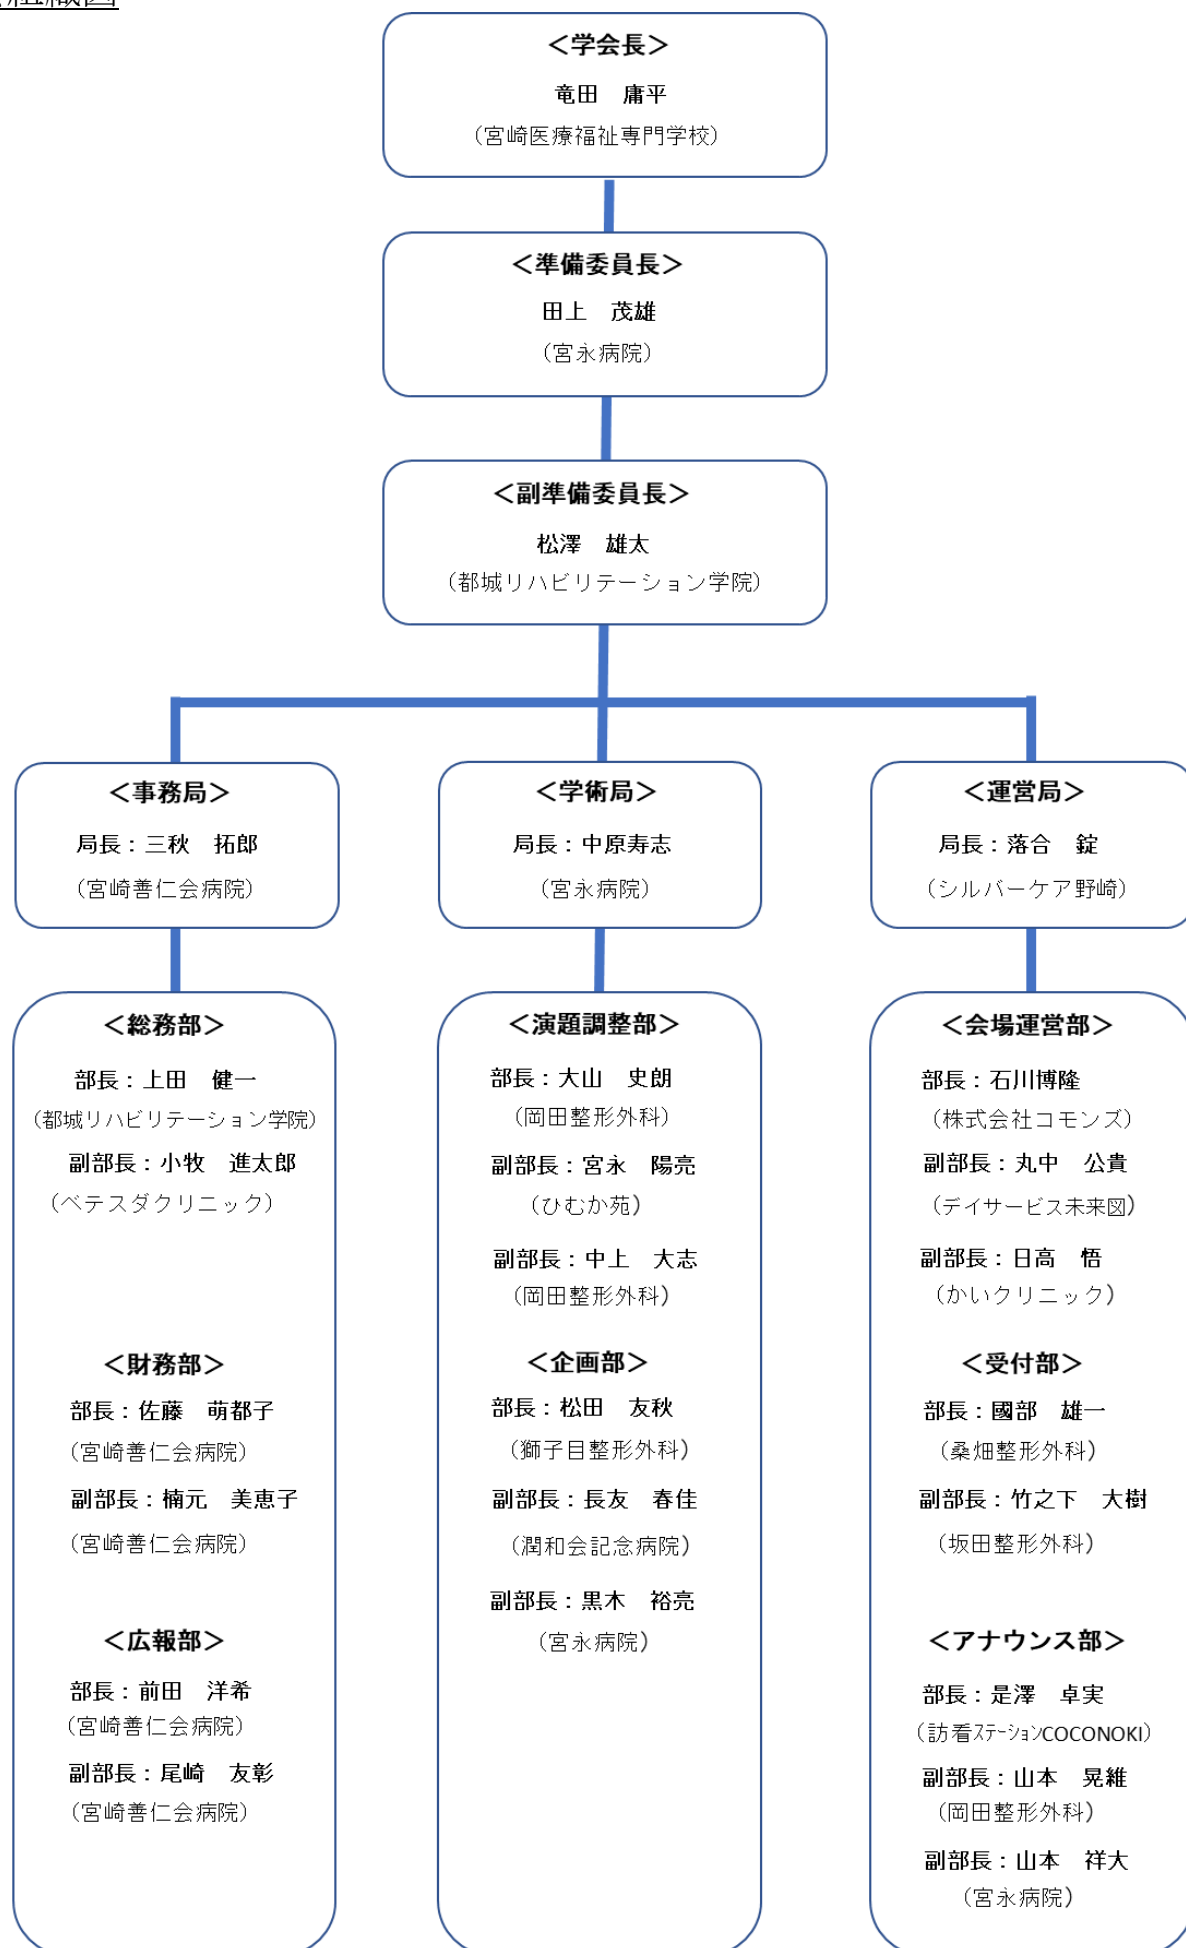 組織図
＜学会長＞
竜田　庸平
（宮崎医療福祉専門学校）
＜準備委員長＞
田上　茂雄
（宮永病院）
＜副準備委員長＞
松澤　雄太
（都城リハビリテーション学院）
＜事務局＞
局長：三秋　拓郎
（宮崎善仁会病院）
＜学術局＞
局長：中原寿志
（宮永病院）
＜運営局＞
局長：落合　錠
（シルバーケア野崎）
＜総務部＞
部長：上田　健一
（都城リハビリテーション学院）
副部長：小牧　進太郎
（ベテスダクリニック）
＜財務部＞
部長：佐藤　萌都子
（宮崎善仁会病院）
副部長：楠元　美恵子
（宮崎善仁会病院）
＜広報部＞
部長：前田　洋希
（宮崎善仁会病院）
副部長：尾崎　友彰
（宮崎善仁会病院）
＜演題調整部＞
部長：大山　史朗
（岡田整形外科）
副部長：宮永　陽亮
（ひむか苑）
副部長：中上　大志
（岡田整形外科）
＜企画部＞
部長：松田　友秋
（獅子目整形外科）
副部長：長友　春佳
（潤和会記念病院）
副部長：黒木　裕亮
（宮永病院）
＜会場運営部＞
部長：石川博隆
（株式会社コモンズ）
副部長：丸中　公貴
（デイサービス未来図）
副部長：日高　悟
（かいクリニック）
＜受付部＞
部長：國部　雄一
（桑畑整形外科）
副部長：竹之下　大樹
（坂田整形外科）
＜アナウンス部＞
部長：是澤　卓実
（訪看ｽﾃｰｼｮﾝCOCONOKI）
副部長：山本　晃維
（岡田整形外科）
副部長：山本　祥大
（宮永病院）